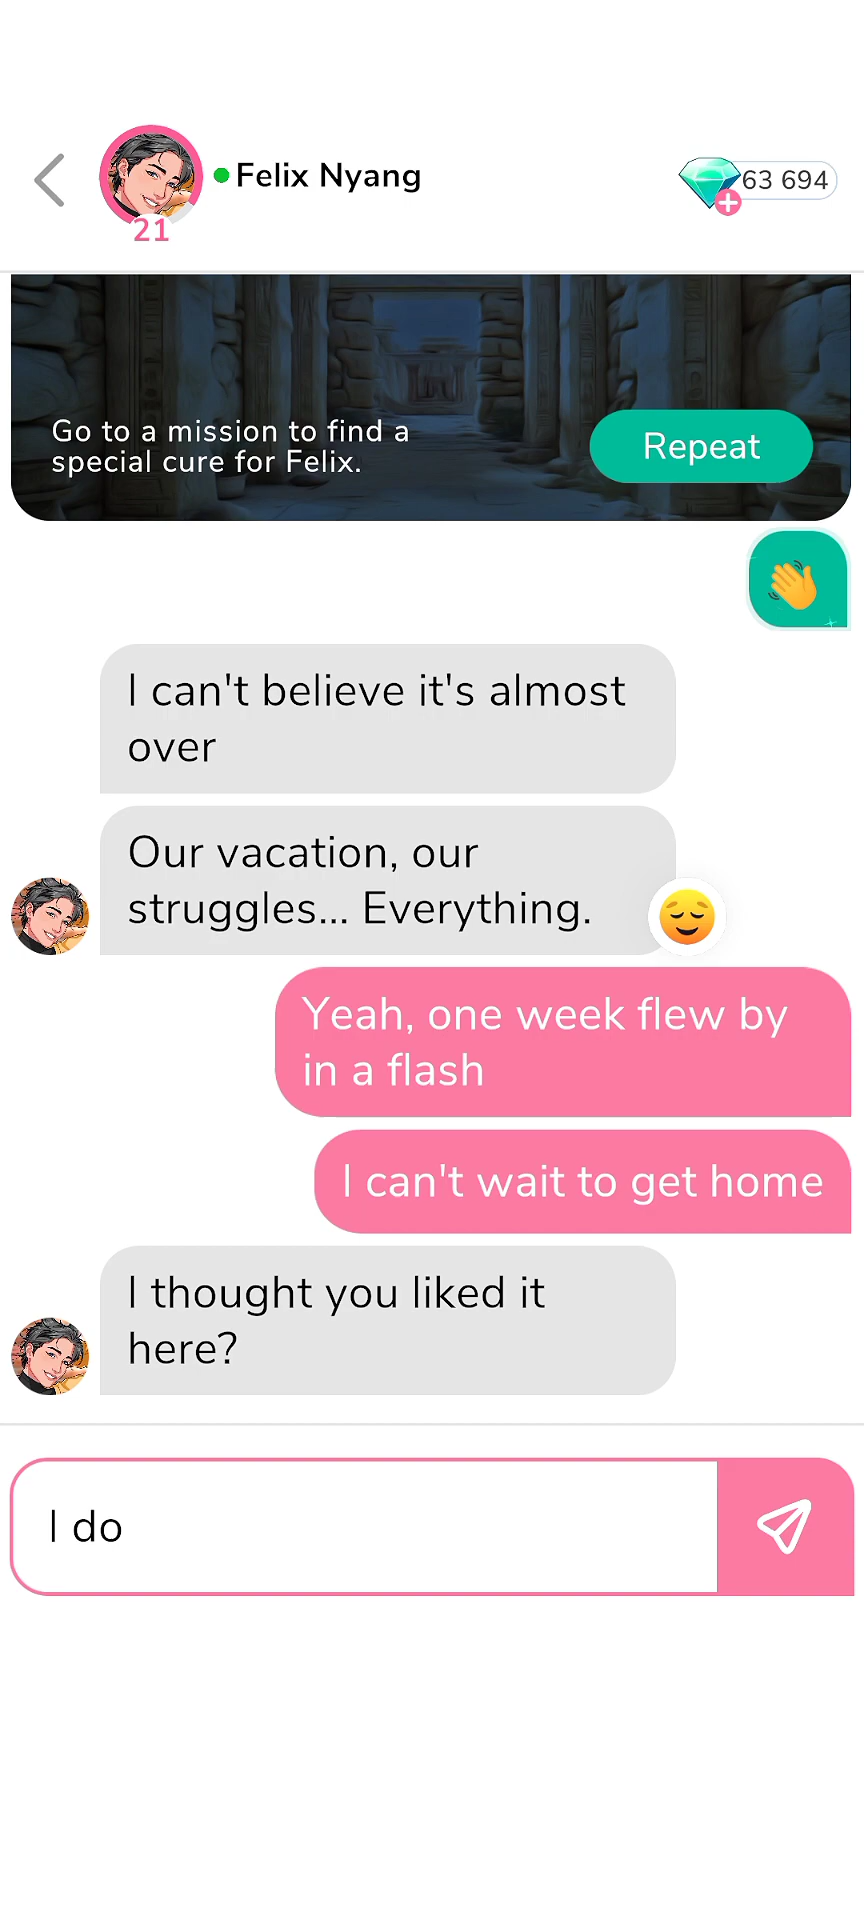 Felix Nyang
63 694
21
Go to a mission to find a
special cure for Felix.
Repeat
I can't believe it's almost
over
Our vacation, our
struggles... Everything.
Yeah, one week flew by
in a flash
I can't wait to get home
I thought you liked it
here?
I do